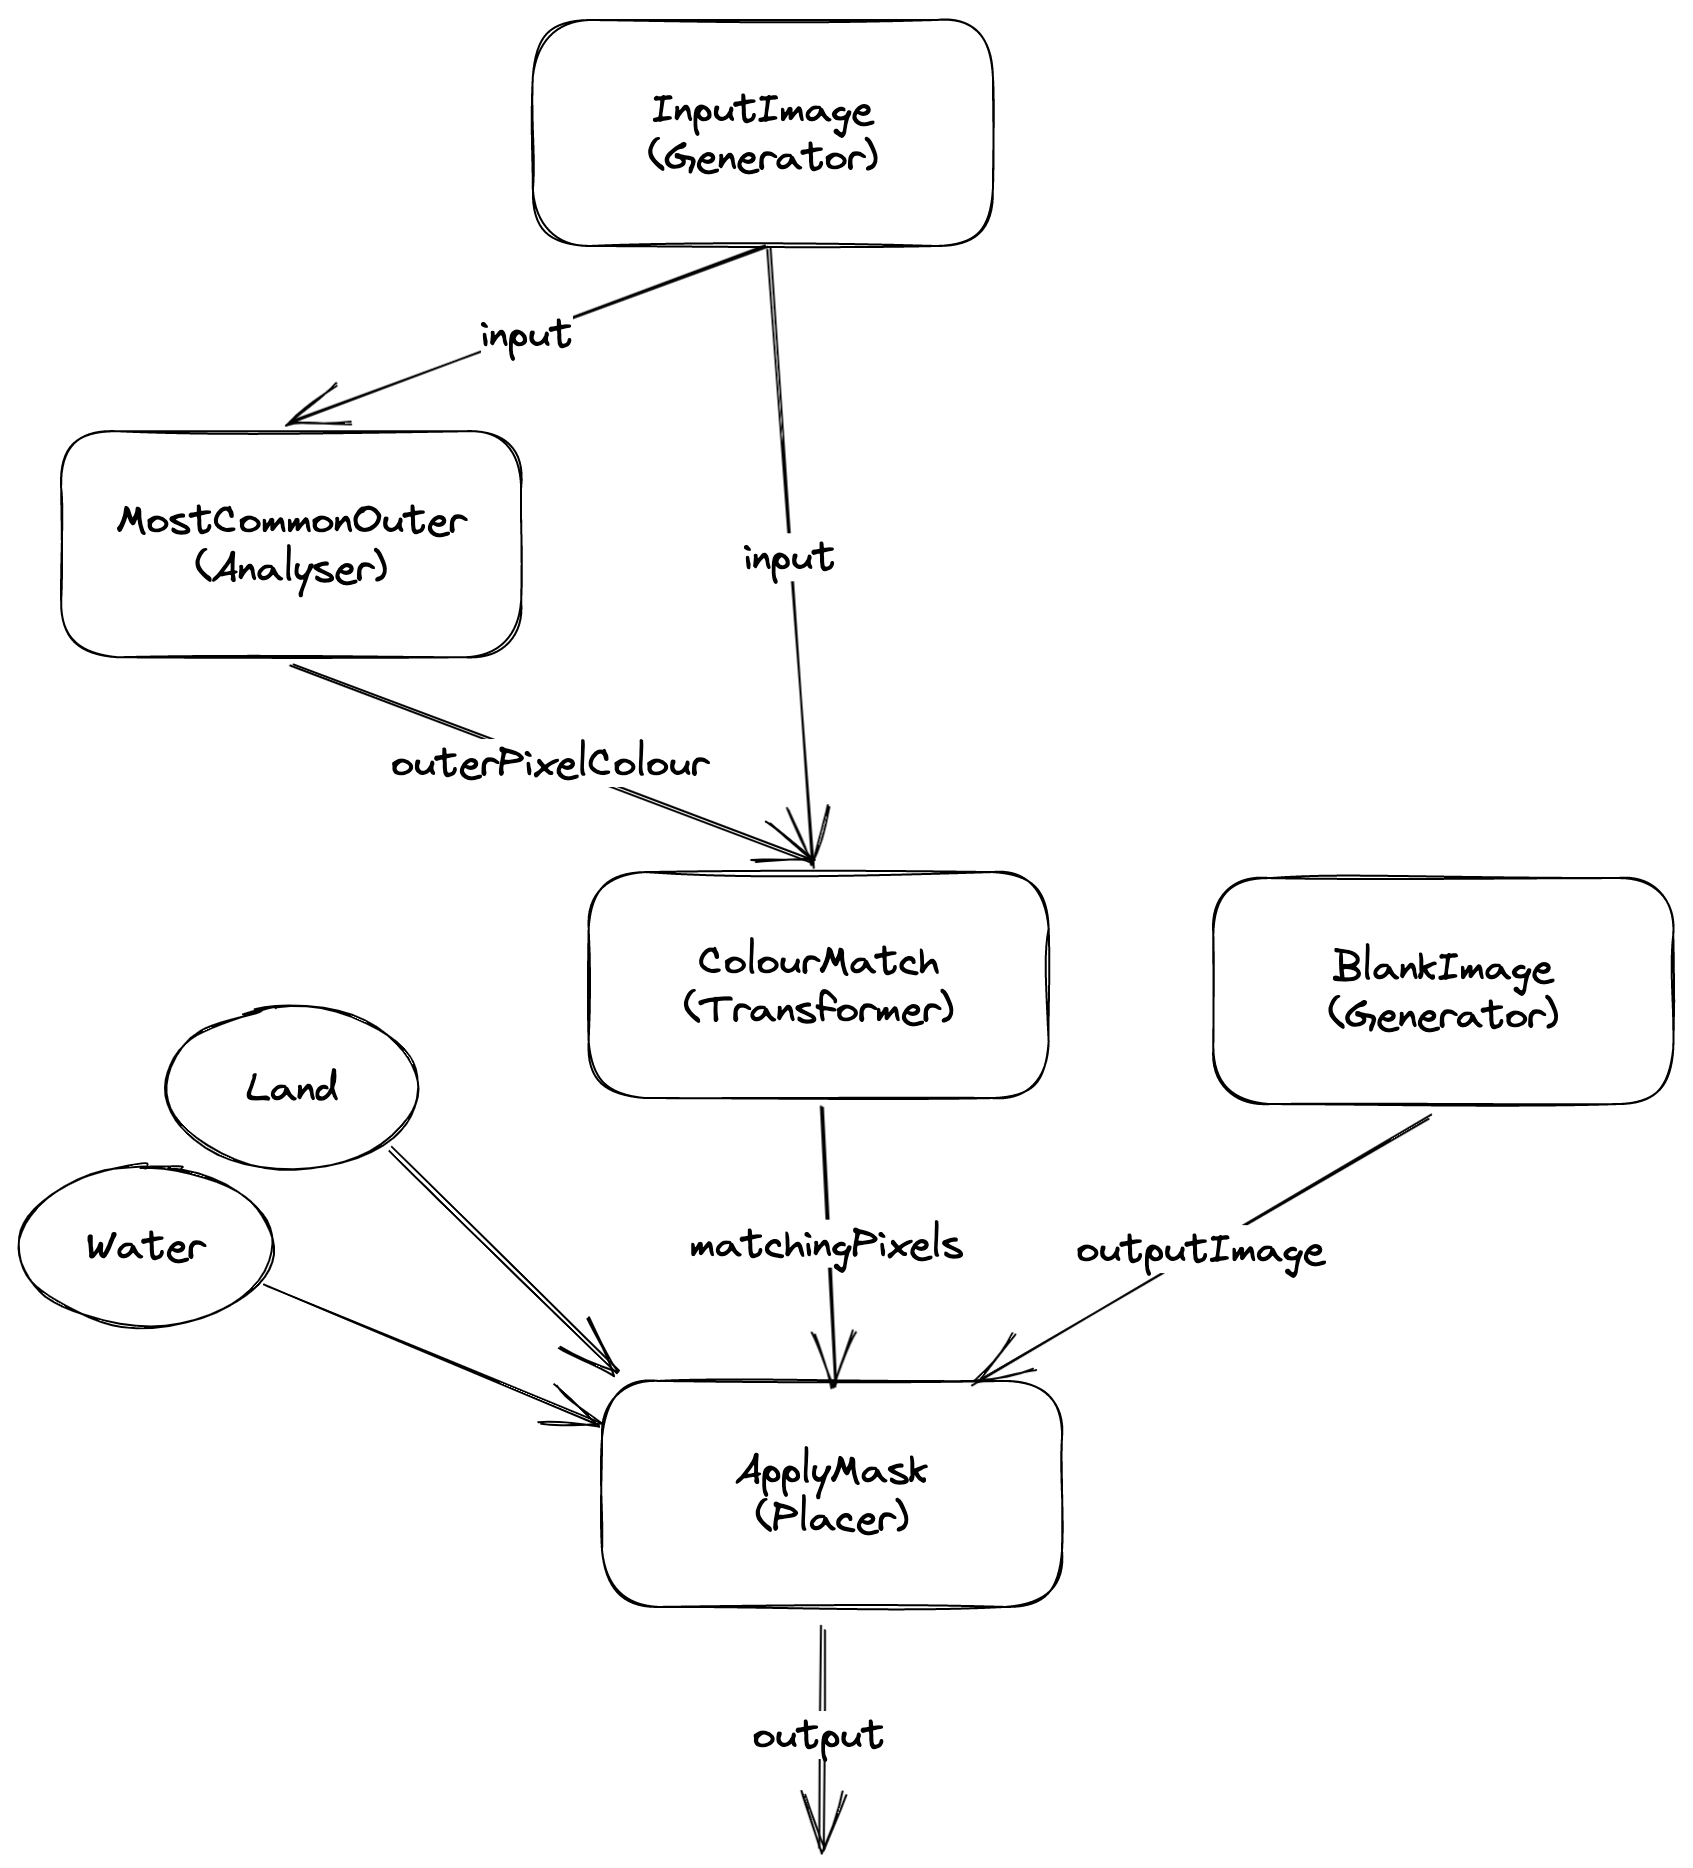 InputImage
(Generator)
input
MostCommonOuter
(Analyser)
input
outerPixelColour
ColourMatch
(Transformer)
BlankImage
(Generator)
Land
Water
matchingPixels
outputImage
ApplyMask
(Placer)
output